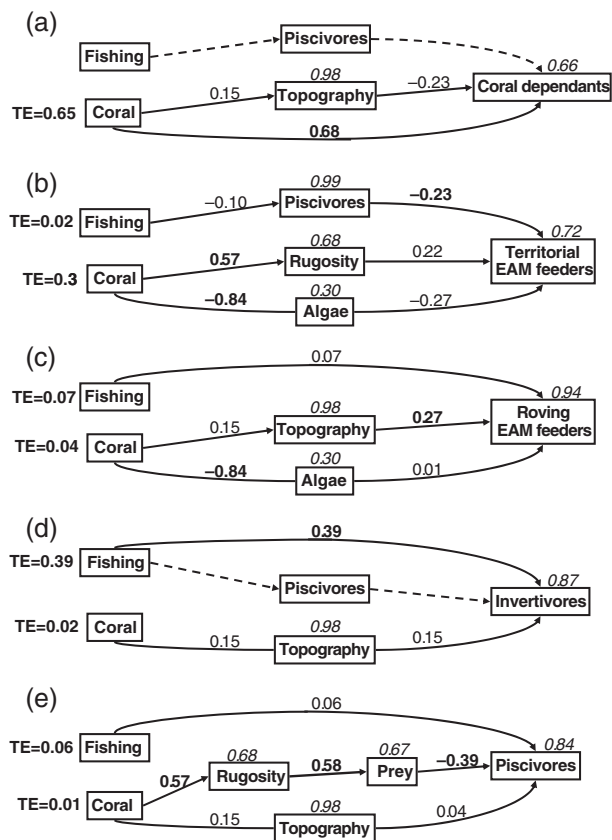 (a)
Fishing
Piscivores
0.66
Coral dependants
TE=0.65
Coral
0.15
0.98
Topography
−0.23
0.68
(b)
TE=0.02
Fishing
−0.10
0.99
Piscivores
−0.23
TE=0.3
Coral
0.57
0.68
Rugosity
0.22
0.72
Territorial
EAM feeders
−0.84
0.30
Algae
−0.27
(c)
TE=0.07
Fishing
0.07
TE=0.04
Coral
0.15
0.98
Topography
0.27
0.94
Roving
EAM feeders
−0.84
0.30
Algae
0.01
(d)
TE=0.39
Fishing
0.39
Piscivores
0.87
Invertivores
TE=0.02
Coral
0.15
0.98
Topography
0.15
(e)
TE=0.06
Fishing
0.06
TE=0.01
Coral
0.57
0.68
Rugosity
0.58
0.67
Prey
−0.39
0.84
Piscivores
0.15
0.98
Topography
0.04